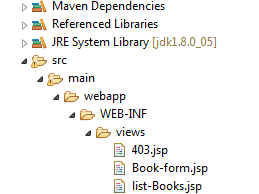 Maven Dependencies
Referenced Libraries
JRE System Library [jdk1.8.0_05]
src
main
webapp
WEB-INF
views
403.jsp
Book-form.jsp
list-Books.jsp